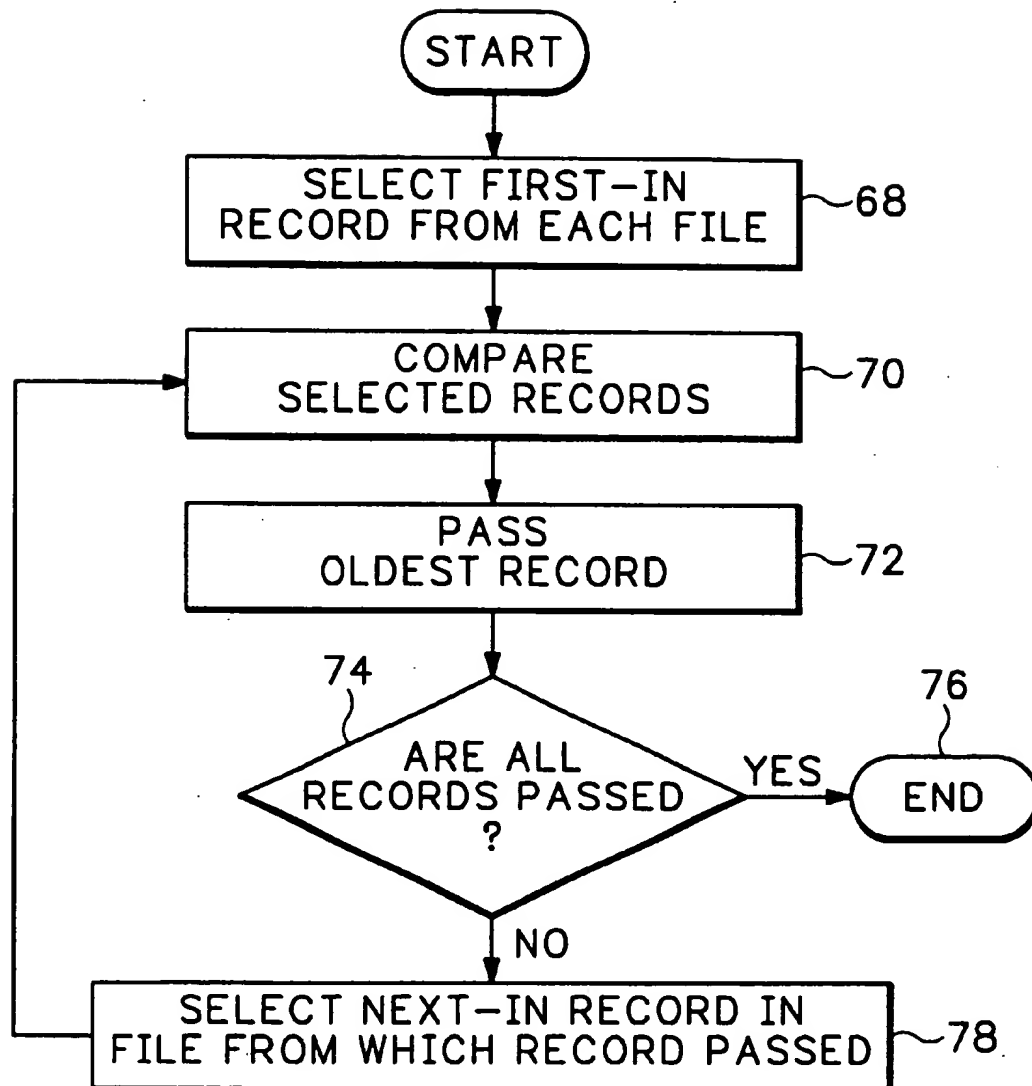 START
SELECT FIRST-IN
RECORD FROM EACH FILE
68
COMPARE
SELECTED RECORDS
70
PASS
OLDEST RECORD
72
74
ARE ALL
RECORDS PASSED
?
YES
76
END
NO
SELECT NEXT-IN RECORD IN
FILE FROM WHICH RECORD PASSED
78